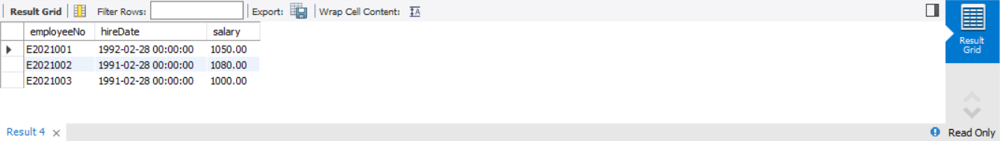 Result Grid Filter Rows: Export: Wrap Cell Content: IA
employeeNo hireDate salary
E2021001 1992-02-28 00:00:00 1050.00
E2021002 1991-02-28 00:00:00 1080.00
E2021003 1991-02-28 00:00:00 1000.00
Result
Grid
Result 4 × Read Only